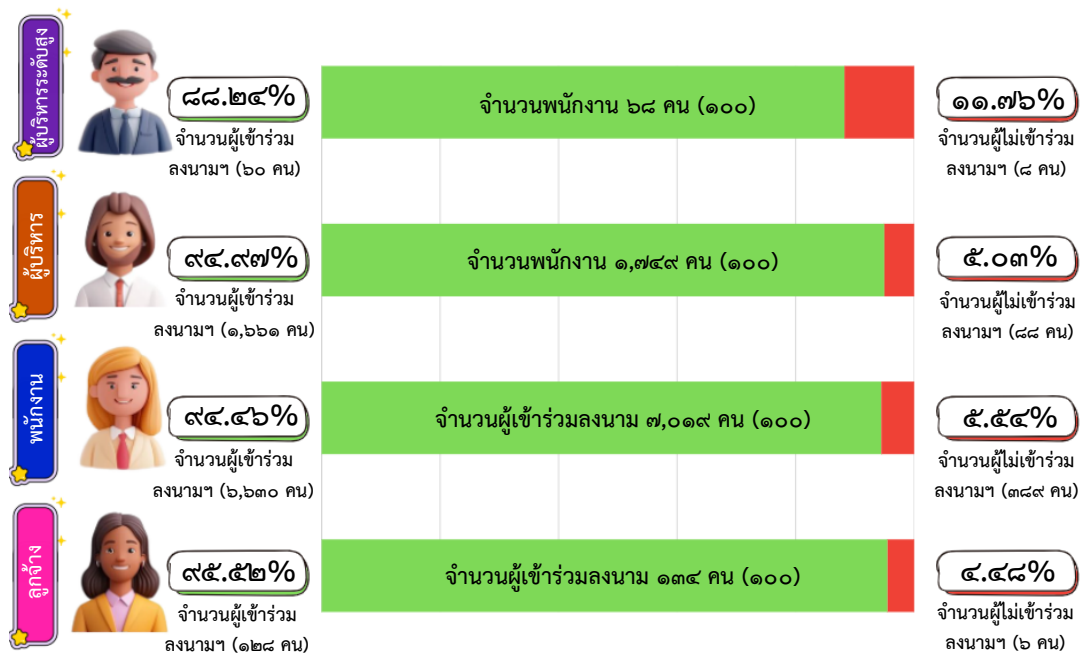 ผู้บริหารระดับสูง
๘๘.๒๔%
จำนวนผู้เข้าร่วม
ลงนามฯ (๖๐ คน)
จำนวนพนักงาน ๖๘ คน (๑๐๐)
๑๑.๗๖%
จำนวนผู้ไม่เข้าร่วม
ลงนามฯ (๘ คน)
ผู้บริหาร
๙๔.๙๗%
จำนวนผู้เข้าร่วม
ลงนามฯ (๑,๖๖๑ คน)
จำนวนพนักงาน ๑,๗๔๙ คน (๑๐๐)
๕.๐๓%
จำนวนผู้ไม่เข้าร่วม
ลงนามฯ (๘๘ คน)
พนักงาน
๙๔.๔๖%
จำนวนผู้เข้าร่วม
ลงนามฯ (๖,๖๓๐ คน)
จำนวนผู้เข้าร่วมลงนาม ๗,๐๑๙ คน (๑๐๐)
๕.๕๔%
จำนวนผู้ไม่เข้าร่วม
ลงนามฯ (๓๘๙ คน)
ลูกจ้าง
๙๕.๕๒%
จำนวนผู้เข้าร่วม
ลงนามฯ (๑๒๘ คน)
จำนวนผู้เข้าร่วมลงนาม ๑๓๔ คน (๑๐๐)
๔.๔๘%
จำนวนผู้ไม่เข้าร่วม
ลงนามฯ (๖ คน)